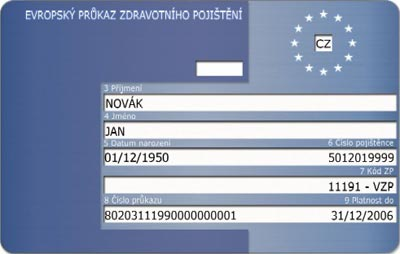 EVROPSKÝ PRŮKAZ ZDRAVOTNÍHO POJIŠTĚNÍ
CZ
3 Příjmení
NOVÁK
4 Jméno
JAN
5 Datum narození 6 Číslo pojištěnce
01/12/1950 5012019999
7 Kód ZP
11191 - VZP
8 Číslo průkazu 9 Platnost do
80203111990000000001 31/12/2006